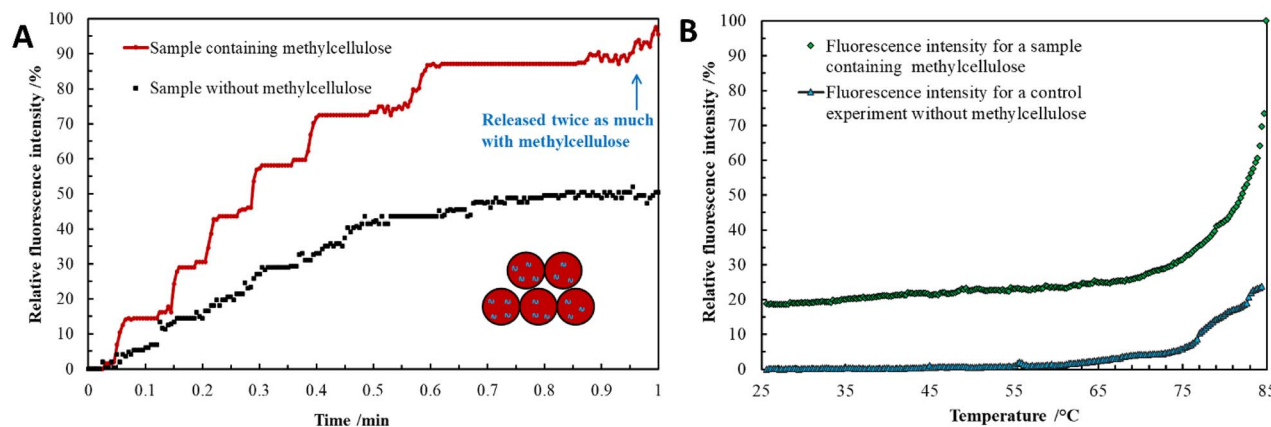 A
Relative fluorescence intensity /%
100
90
80
70
60
50
40
30
20
10
0
Sample containing methylcellulose
Sample without methylcellulose
Released twice as much
with methylcellulose
0 0.1 0.2 0.3 0.4 0.5 0.6 0.7 0.8 0.9 1
Time /min
B
Relative fluorescence intensity /%
100
90
80
70
60
50
40
30
20
10
0
Fluorescence intensity for a sample
containing methylcellulose
Fluorescence intensity for a control
experiment without methylcellulose
25 35 45 55 65 75 85
Temperature /°C